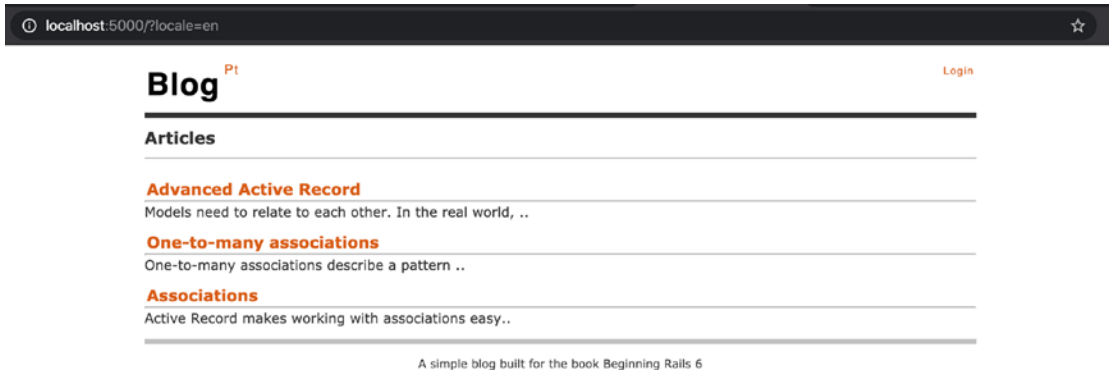 localhost:5000/?locale=en
Blog Pt
Login
Articles
Advanced Active Record
Models need to relate to each other. In the real world, ..
One-to-many associations
One-to-many associations describe a pattern ..
Associations
Active Record makes working with associations easy..
A simple blog built for the book Beginning Rails 6